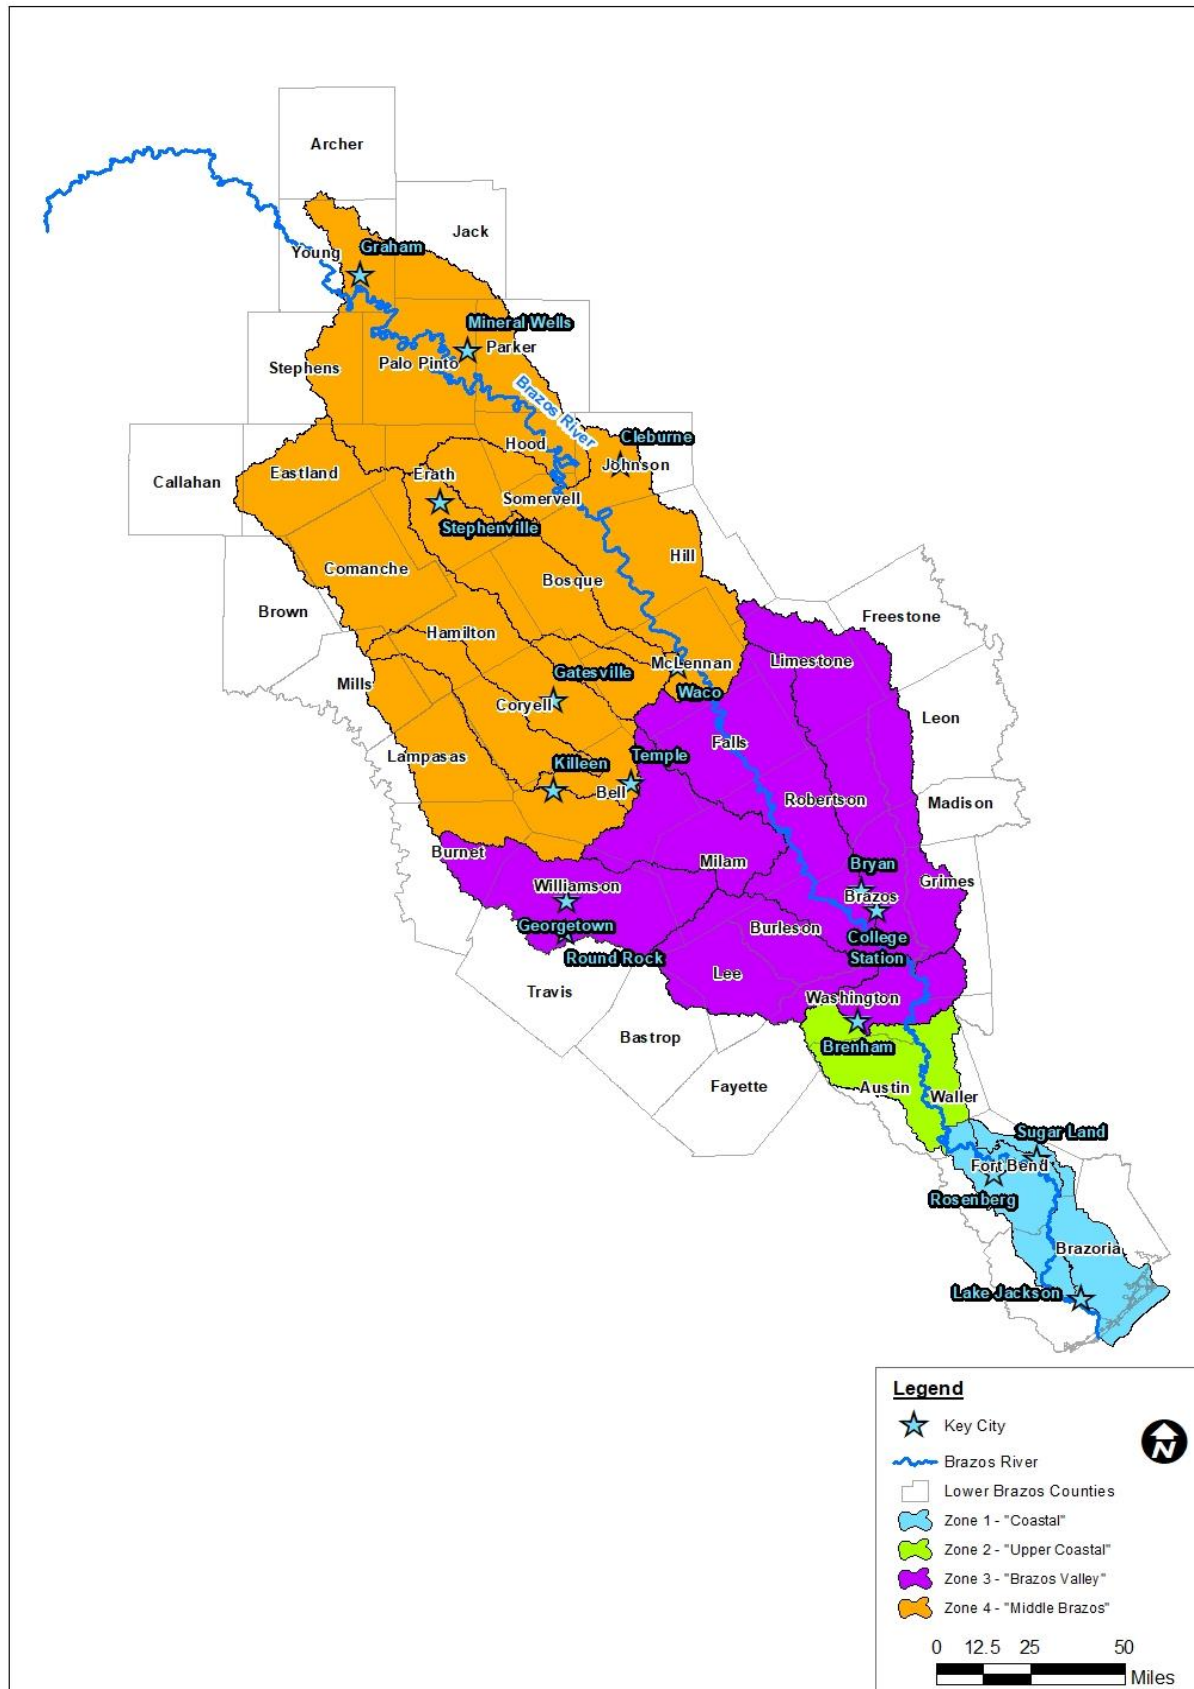 Archer
Jack
Young
Graham
Mineral Wells
Parker
Palo Pinto
Stephens
Brazos River
Cleburne
Hood
Johnson
Eastland
Erath
Callahan
Somervell
Stephenville
Hill
Comanche
Bosque
Brown
Freestone
Hamilton
McLennan
Limestone
Gatesville
Mills
Waco
Coryell
Leon
Falls
Lampasas
Killeen
Temple
Bell
Robertson
Madison
Burnet
Milam
Bryan
Grimes
Williamson
Brazos
Georgetown
Burleson
College
Station
Round Rock
Lee
Travis
Washington
Bastrop
Brenham
Fayette
Austin
Waller
Sugar Land
Fort Bend
Rosenberg
Brazoria
Lake Jackson
Legend
Key City
N
Brazos River
Lower Brazos Counties
Zone 1 - "Coastal"
Zone 2 - "Upper Coastal"
Zone 3 - "Brazos Valley"
Zone 4 - "Middle Brazos"
0 12.5 25 50
Miles